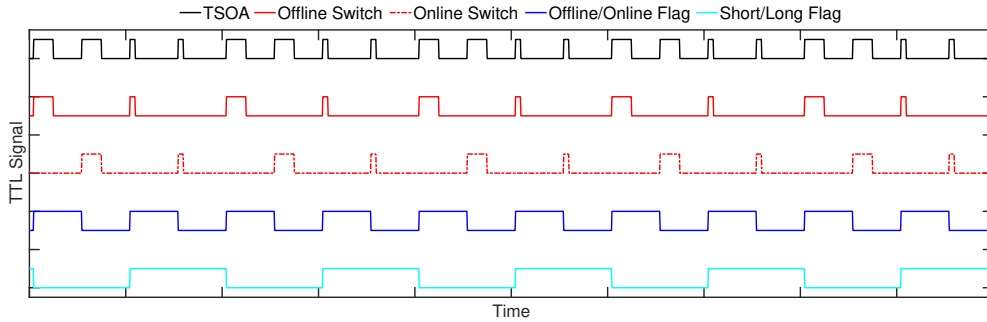 TSOA Offline Switch Online Switch Offline/Online Flag Short/Long Flag
TTL Signal
Time